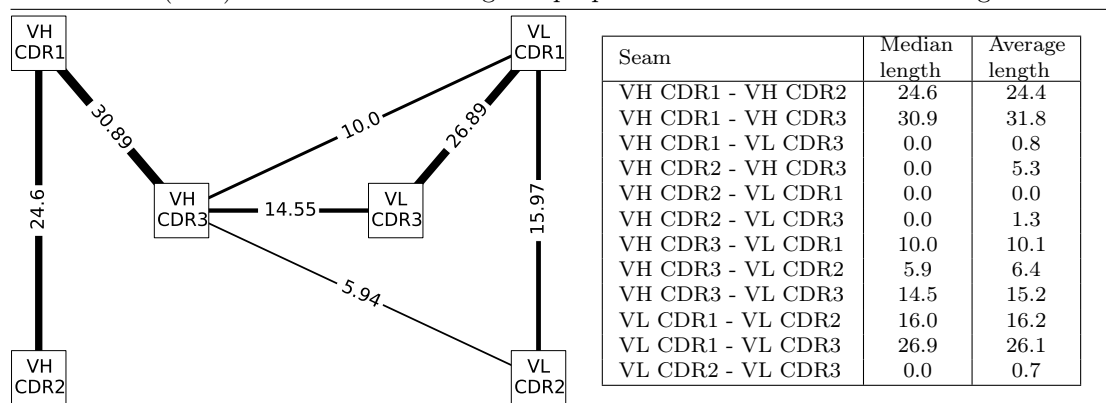 VH
CDR1
VL
CDR1
30.89
10.0
26.89
24.6
VH
CDR3
14.55
VL
CDR3
15.97
5.94
VH
CDR2
VL
CDR2
Seam Median length Average length
VH CDR1 - VH CDR2 24.6 24.4
VH CDR1 - VH CDR3 30.9 31.8
VH CDR1 - VL CDR3 0.0 0.8
VH CDR2 - VH CDR3 0.0 5.3
VH CDR2 - VL CDR1 0.0 0.0
VH CDR2 - VL CDR3 0.0 1.3
VH CDR3 - VL CDR1 10.0 10.1
VH CDR3 - VL CDR2 5.9 6.4
VH CDR3 - VL CDR3 14.5 15.2
VL CDR1 - VL CDR2 16.0 16.2
VL CDR1 - VL CDR3 26.9 26.1
VL CDR2 - VL CDR3 0.0 0.7